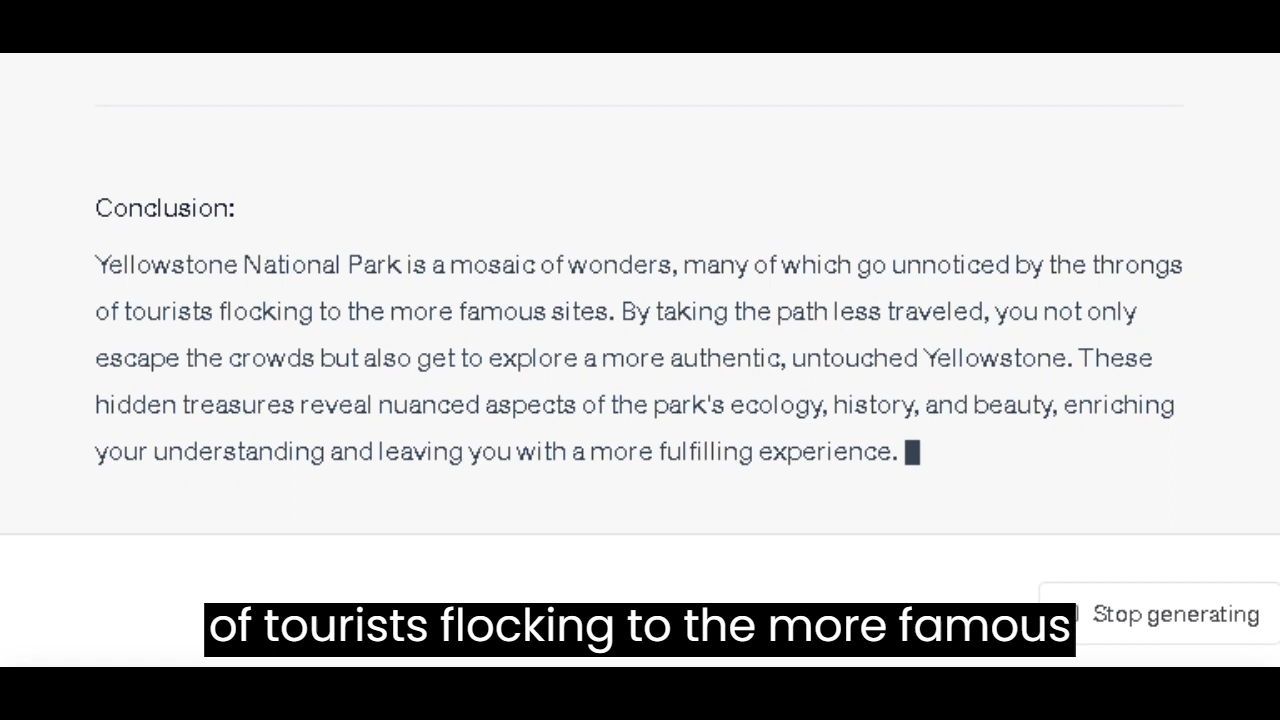 Conclusion:
Yellowstone National Park is a mosaic of wonders, many of which go unnoticed by the throngs
of tourists flocking to the more famous sites. By taking the path less traveled, you not only
escape the crowds but also get to explore a more authentic, untouched Yellowstone. These
hidden treasures reveal nuanced aspects of the park's ecology, history, and beauty, enriching
your understanding and leaving you with a more fulfilling experience.
Stop generating
of tourists flocking to the more famous